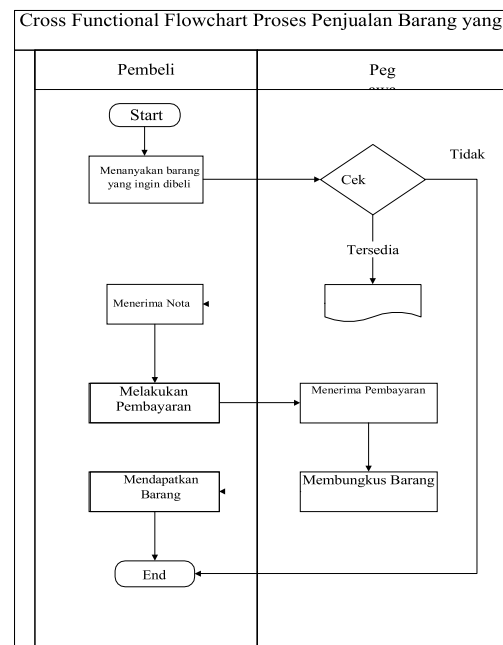 Cross Functional Flowchart Proses Penjualan Barang yang
Pembeli
Peg
Start
Menanyakan barang
yang ingin dibeli
Cek
Tidak
Tersedia
Menerima Nota
Melakukan
Pembayaran
Menerima Pembayaran
Mendapatkan
Barang
Membungkus Barang
End